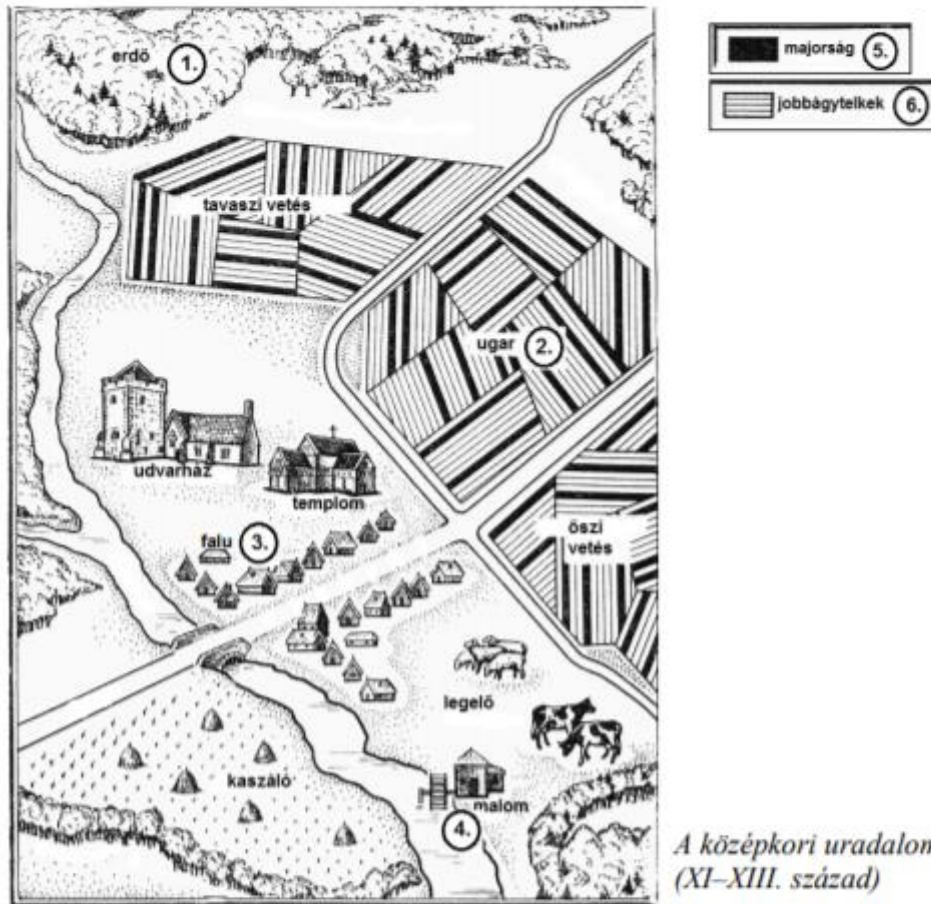 erdő 1.
majorság 5.
jobbágytelkek 6.
tavaszi vetés
ugar 2.
udvarház
templom
őszi
vetés
falu 3.
legelő
kaszáló
malom
4.
A középkori uradalom
(XI–XIII. század)